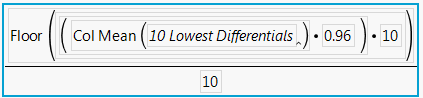 Floor ( ( Col Mean ( 10 Lowest Differentials ^ ) • 0.96 ) • 10 )
10